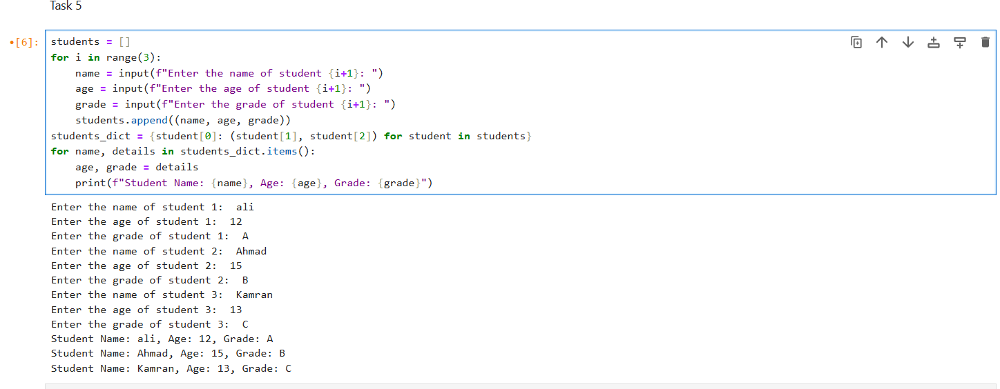 Task 5
•[6]:
students = []
for i in range(3):
    name = input(f"Enter the name of student {i+1}: ")
    age = input(f"Enter the age of student {i+1}: ")
    grade = input(f"Enter the grade of student {i+1}: ")
    students.append((name, age, grade))
students_dict = {student[0]: (student[1], student[2]) for student in students}
for name, details in students_dict.items():
    age, grade = details
    print(f"Student Name: {name}, Age: {age}, Grade: {grade}")
Enter the name of student 1:  ali
Enter the age of student 1:  12
Enter the grade of student 1:  A
Enter the name of student 2:  Ahmad
Enter the age of student 2:  15
Enter the grade of student 2:  B
Enter the name of student 3:  Kamran
Enter the age of student 3:  13
Enter the grade of student 3:  C
Student Name: ali, Age: 12, Grade: A
Student Name: Ahmad, Age: 15, Grade: B
Student Name: Kamran, Age: 13, Grade: C